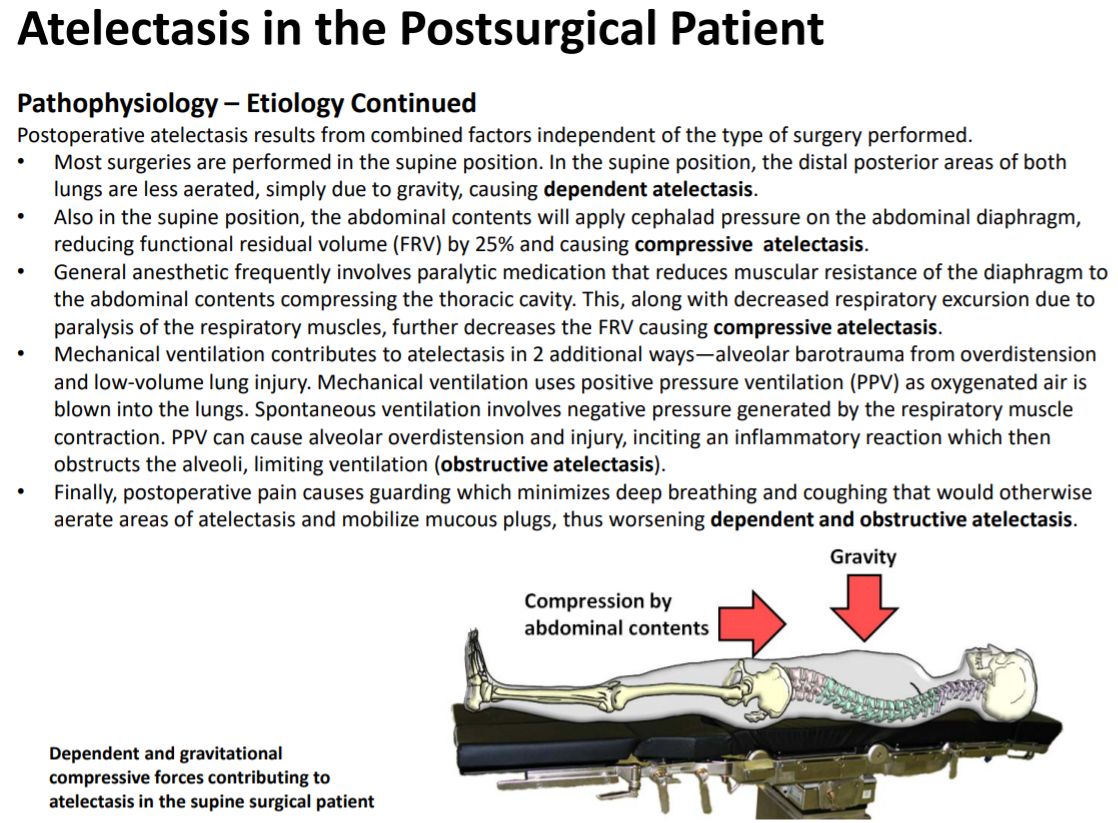 Atelectasis in the Postsurgical Patient
Pathophysiology – Etiology Continued
Postoperative atelectasis results from combined factors independent of the type of surgery performed.
• Most surgeries are performed in the supine position. In the supine position, the distal posterior areas of both
lungs are less aerated, simply due to gravity, causing dependent atelectasis.
• Also in the supine position, the abdominal contents will apply cephalad pressure on the abdominal diaphragm,
reducing functional residual volume (FRV) by 25% and causing compressive atelectasis.
• General anesthetic frequently involves paralytic medication that reduces muscular resistance of the diaphragm to
the abdominal contents compressing the thoracic cavity. This, along with decreased respiratory excursion due to
paralysis of the respiratory muscles, further decreases the FRV causing compressive atelectasis.
• Mechanical ventilation contributes to atelectasis in 2 additional ways—alveolar barotrauma from overdistension
and low-volume lung injury. Mechanical ventilation uses positive pressure ventilation (PPV) as oxygenated air is
blown into the lungs. Spontaneous ventilation involves negative pressure generated by the respiratory muscle
contraction. PPV can cause alveolar overdistension and injury, inciting an inflammatory reaction which then
obstructs the alveoli, limiting ventilation (obstructive atelectasis).
• Finally, postoperative pain causes guarding which minimizes deep breathing and coughing that would otherwise
aerate areas of atelectasis and mobilize mucous plugs, thus worsening dependent and obstructive atelectasis.
Gravity
Compression by
abdominal contents
Dependent and gravitational
compressive forces contributing to
atelectasis in the supine surgical patient